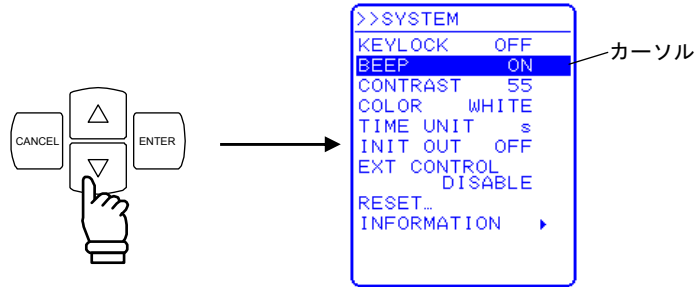 CANCEL
ENTER
>>SYSTEM
KEYLOCK OFF
BEEP ON
CONTRAST 55
COLOR WHITE
TIME UNIT s
INIT OUT OFF
EXT CONTROL
DISABLE
RESET…
INFORMATION
カーソル